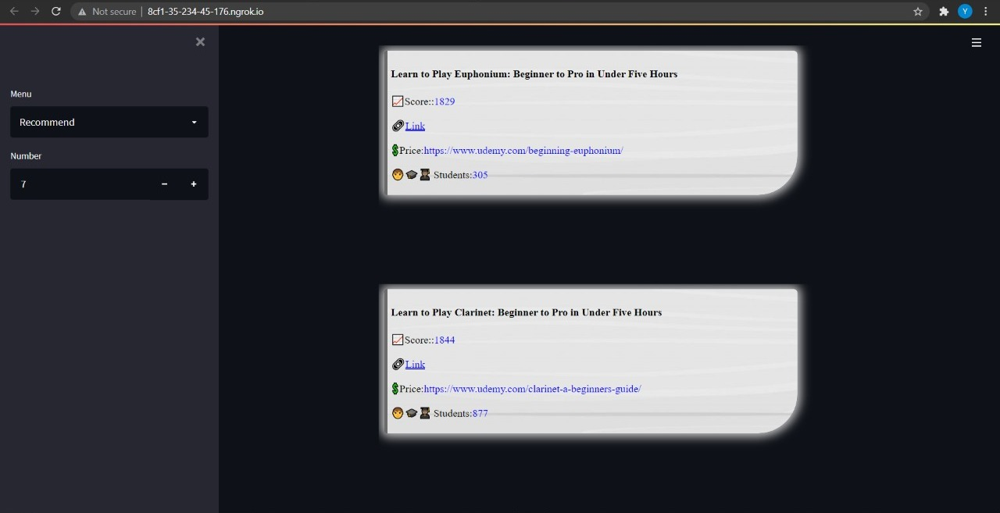 Not secure | 8cf1-35-234-45-176.ngrok.io
Y
Menu
Recommend
Number
7
Learn to Play Euphonium: Beginner to Pro in Under Five Hours
📈Score::1829
🔗Link
💲Price:https://www.udemy.com/beginning-euphonium/
👨🎓👨🏿‍🎓 Students:305
Learn to Play Clarinet: Beginner to Pro in Under Five Hours
📈Score::1844
🔗Link
💲Price:https://www.udemy.com/clarinet-a-beginners-guide/
👨🎓👨🏿‍🎓 Students:877